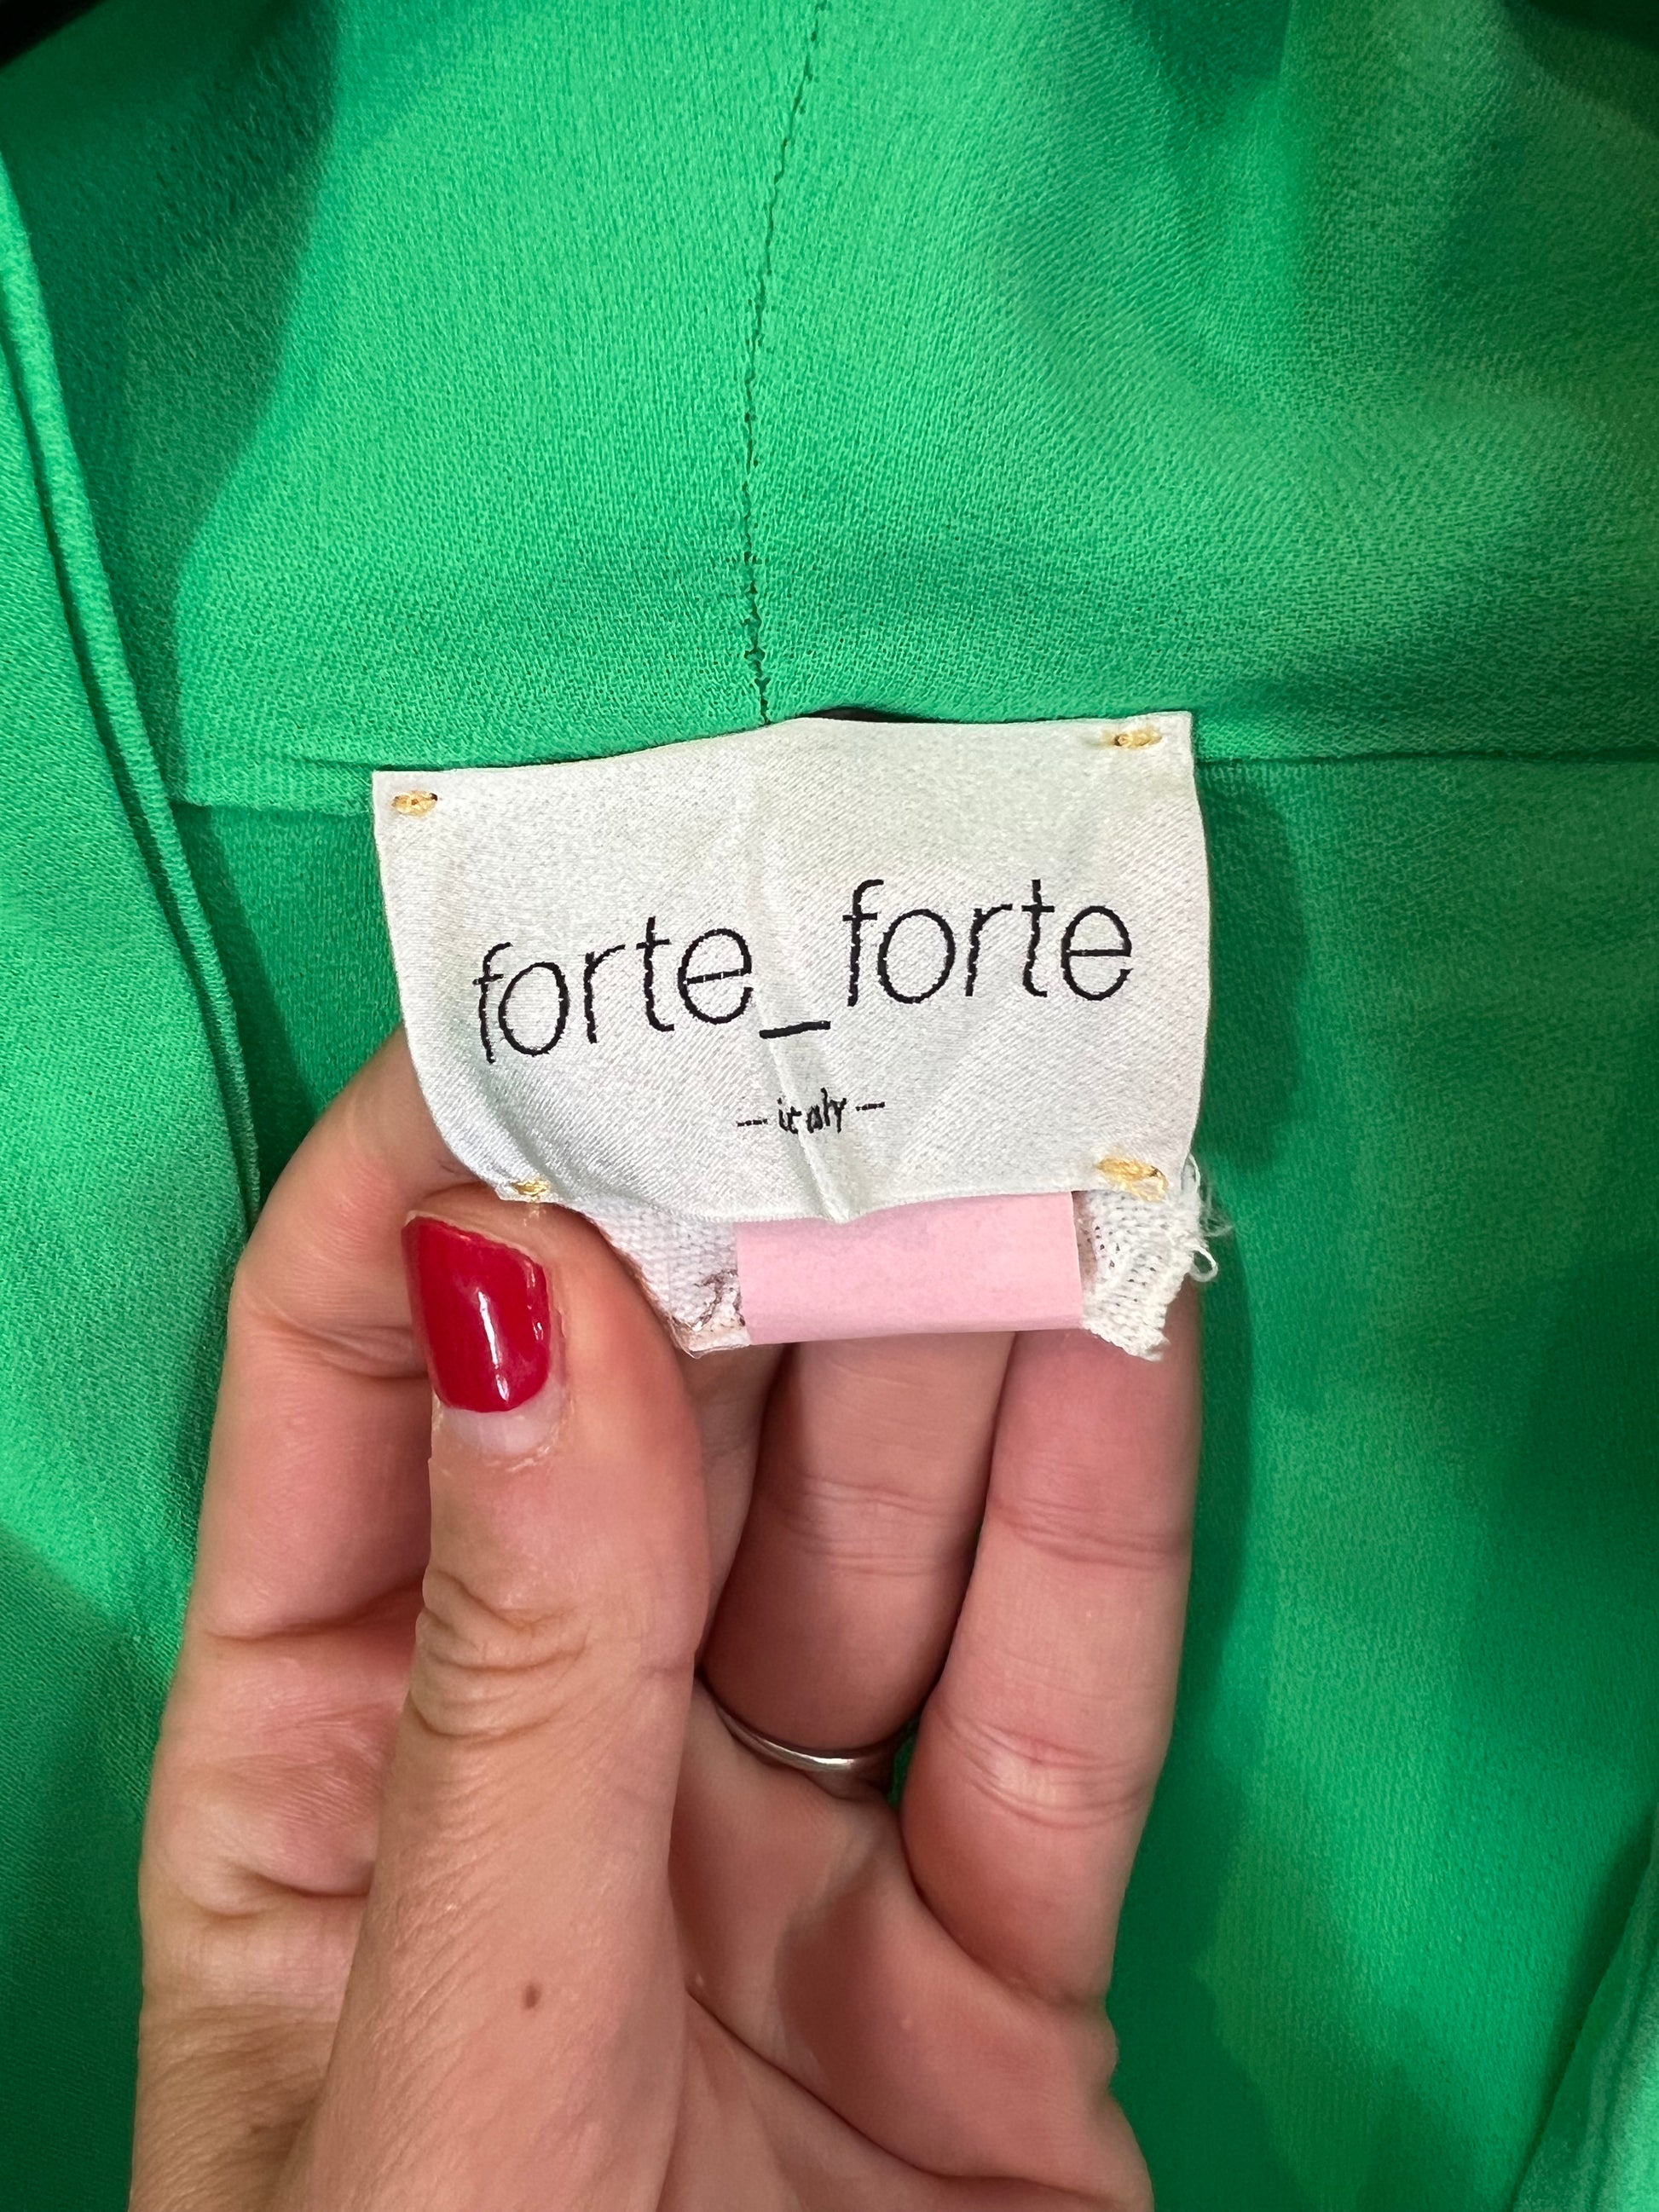 forte_forte
— italy —